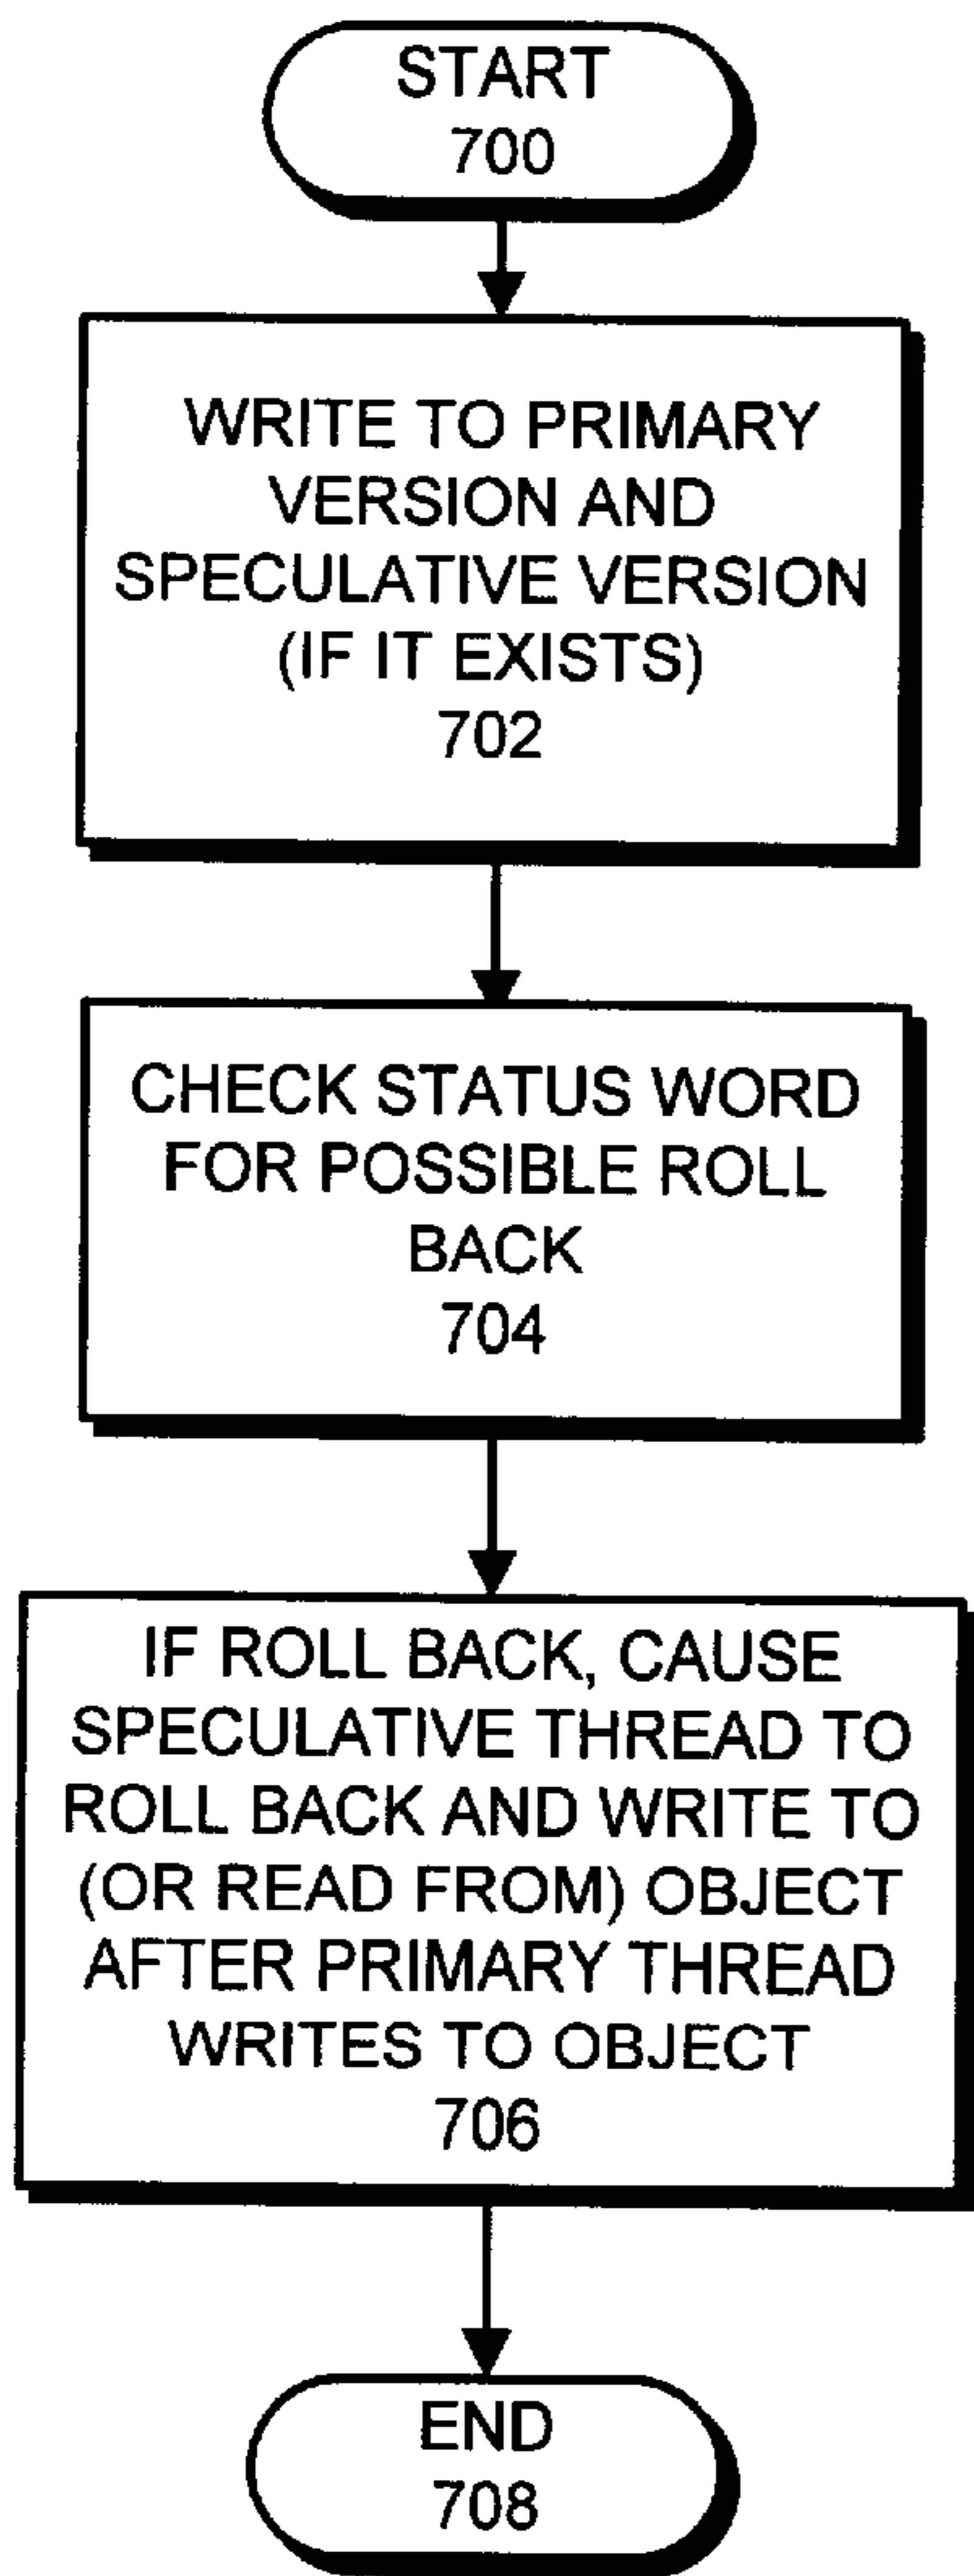 START
700
WRITE TO PRIMARY
VERSION AND
SPECULATIVE VERSION
(IF IT EXISTS)
702
CHECK STATUS WORD
FOR POSSIBLE ROLL
BACK
704
IF ROLL BACK, CAUSE
SPECULATIVE THREAD TO
ROLL BACK AND WRITE TO
(OR READ FROM) OBJECT
AFTER PRIMARY THREAD
WRITES TO OBJECT
706
END
708